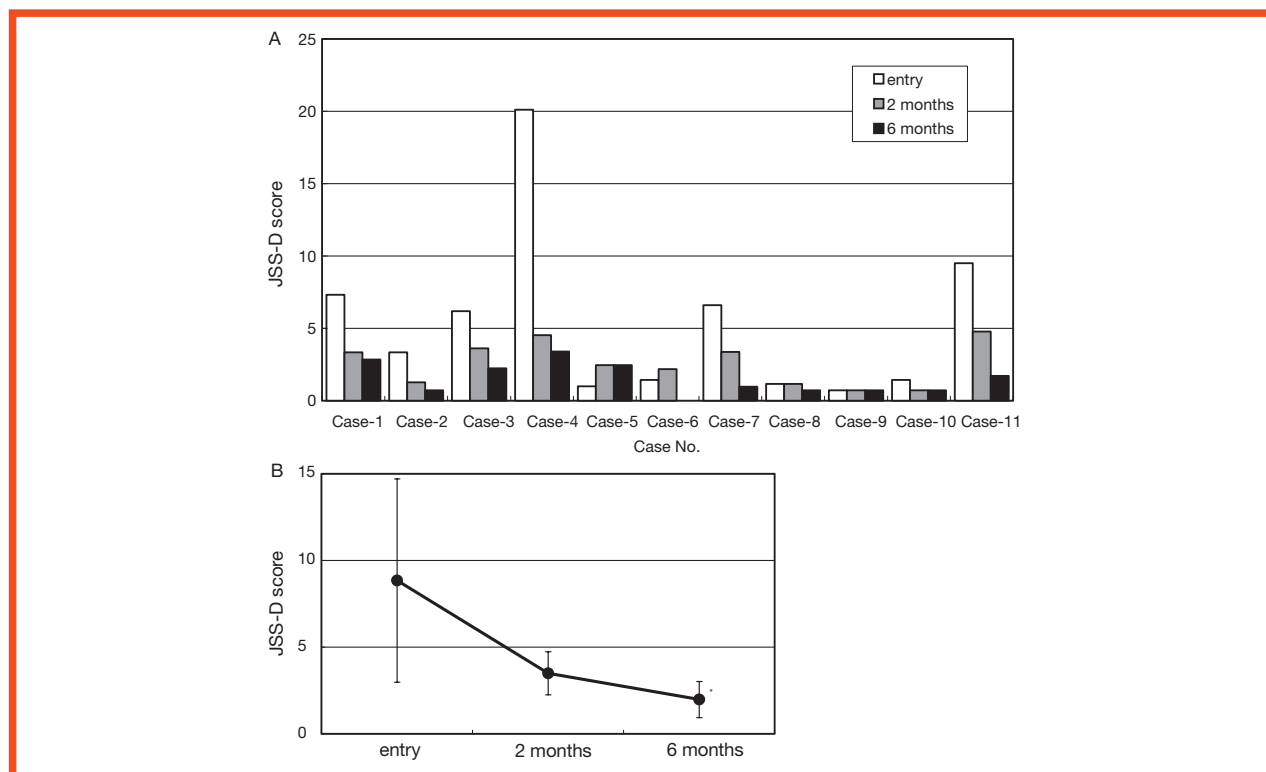 A
25
20
15
10
5
0
JSS-D score
entry
2 months
6 months
Case-1 Case-2 Case-3 Case-4 Case-5 Case-6 Case-7 Case-8 Case-9 Case-10 Case-11
Case No.
B
15
10
5
0
JSS-D score
*
entry 2 months 6 months